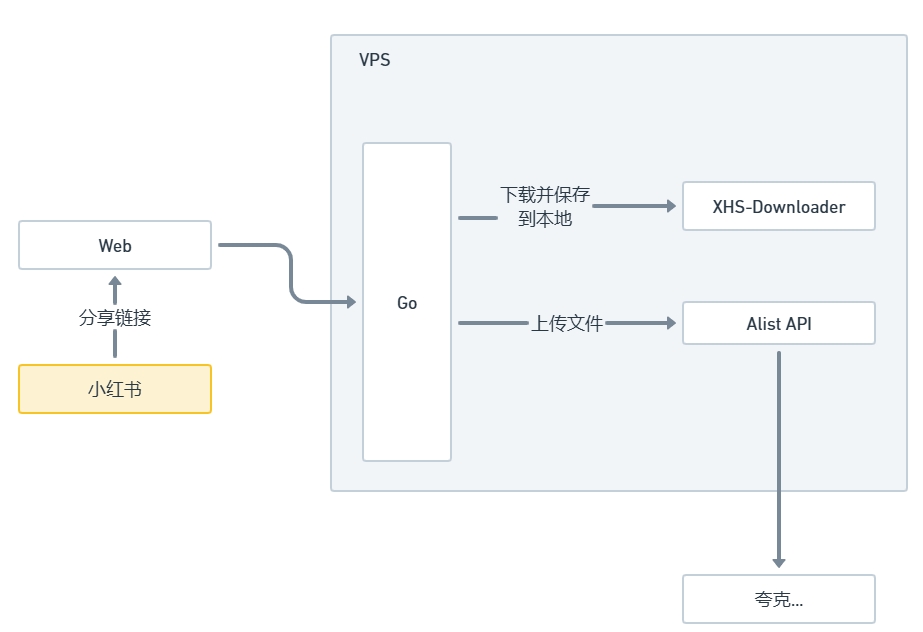 VPS
下载并保存
到本地
XHS-Downloader
Web
Go
分享链接
上传文件
Alist API
小红书
夸克...